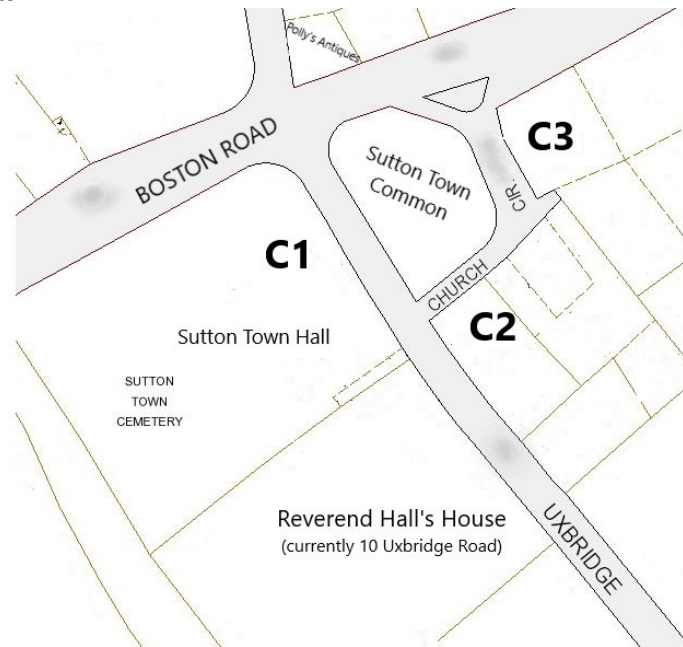 Polly's Antiques
BOSTON ROAD
C3
Sutton Town
Common
CIR.
C1
CHURCH
C2
Sutton Town Hall
SUTTON
TOWN
CEMETERY
Reverend Hall's House
(currently 10 Uxbridge Road)
UXBRIDGE